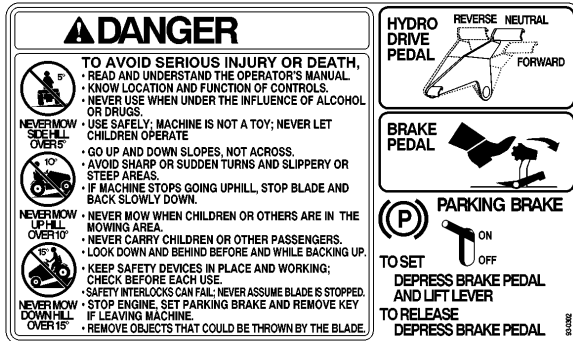 DANGER
TO AVOID SERIOUS INJURY OR DEATH,
• READ AND UNDERSTAND THE OPERATOR'S MANUAL.
• KNOW LOCATION AND FUNCTION OF CONTROLS.
• NEVER USE WHEN UNDER THE INFLUENCE OF ALCOHOL
OR DRUGS.
• USE SAFELY; MACHINE IS NOT A TOY; NEVER LET
CHILDREN OPERATE
• GO UP AND DOWN SLOPES, NOT ACROSS.
• AVOID SHARP OR SUDDEN TURNS AND SLIPPERY OR
STEEP AREAS.
• IF MACHINE STOPS GOING UPHILL, STOP BLADE AND
BACK SLOWLY DOWN.
• NEVER MOW WHEN CHILDREN OR OTHERS ARE IN THE
MOWING AREA.
• NEVER CARRY CHILDREN OR OTHER PASSENGERS.
• LOOK DOWN AND BEHIND BEFORE AND WHILE BACKING UP.
• KEEP SAFETY DEVICES IN PLACE AND WORKING;
CHECK BEFORE EACH USE.
• SAFETY INTERLOCKS CAN FAIL; NEVER ASSUME BLADE IS STOPPED.
• STOP ENGINE, SET PARKING BRAKE AND REMOVE KEY
IF LEAVING MACHINE.
• REMOVE OBJECTS THAT COULD BE THROWN BY THE BLADE.
5°
NEVER MOW
SIDE HILL
OVER 5°
10°
NEVER MOW
UP HILL
OVER 10°
15°
NEVER MOW
DOWN HILL
OVER 15°
HYDRO
DRIVE
PEDAL
REVERSE NEUTRAL
FORWARD
BRAKE
PEDAL
P
PARKING BRAKE
ON
OFF
TO SET
DEPRESS BRAKE PEDAL
AND LIFT LEVER
TO RELEASE
DEPRESS BRAKE PEDAL
93-0302